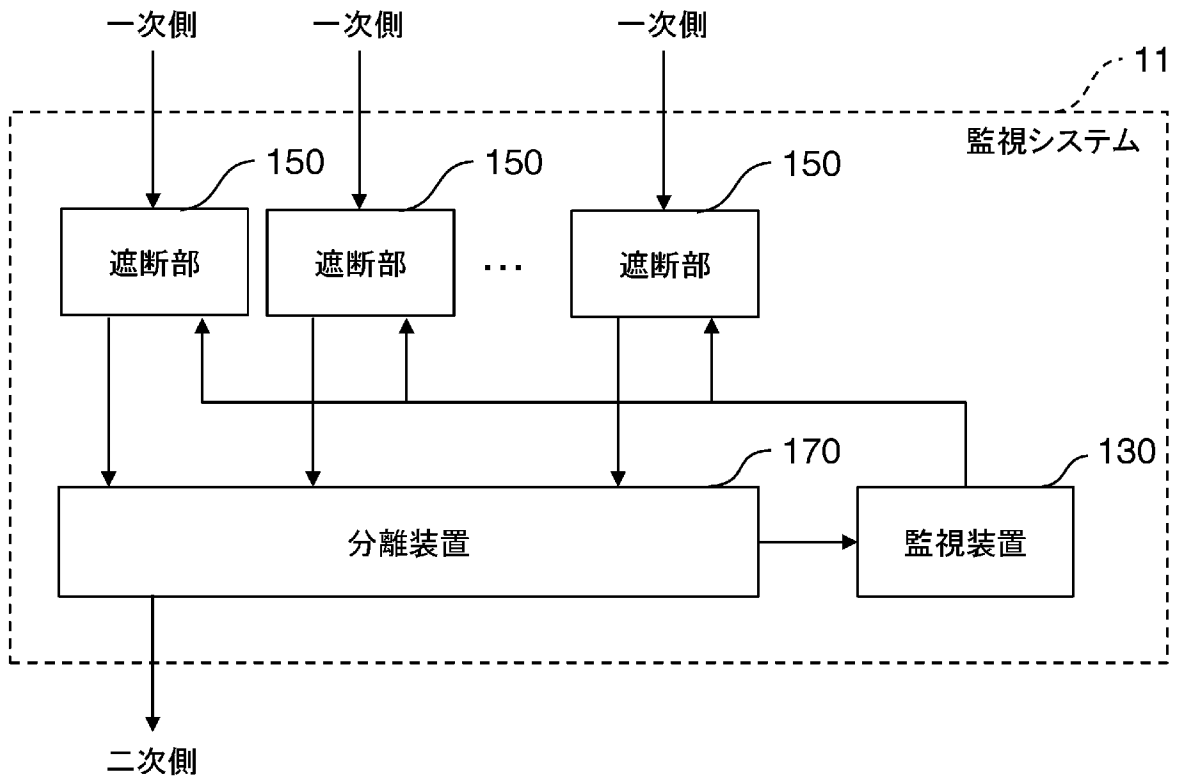 一次側
一次側
一次側
11
監視システム
150
150
150
遮断部
遮断部
…
遮断部
170
130
分離装置
監視装置
二次側